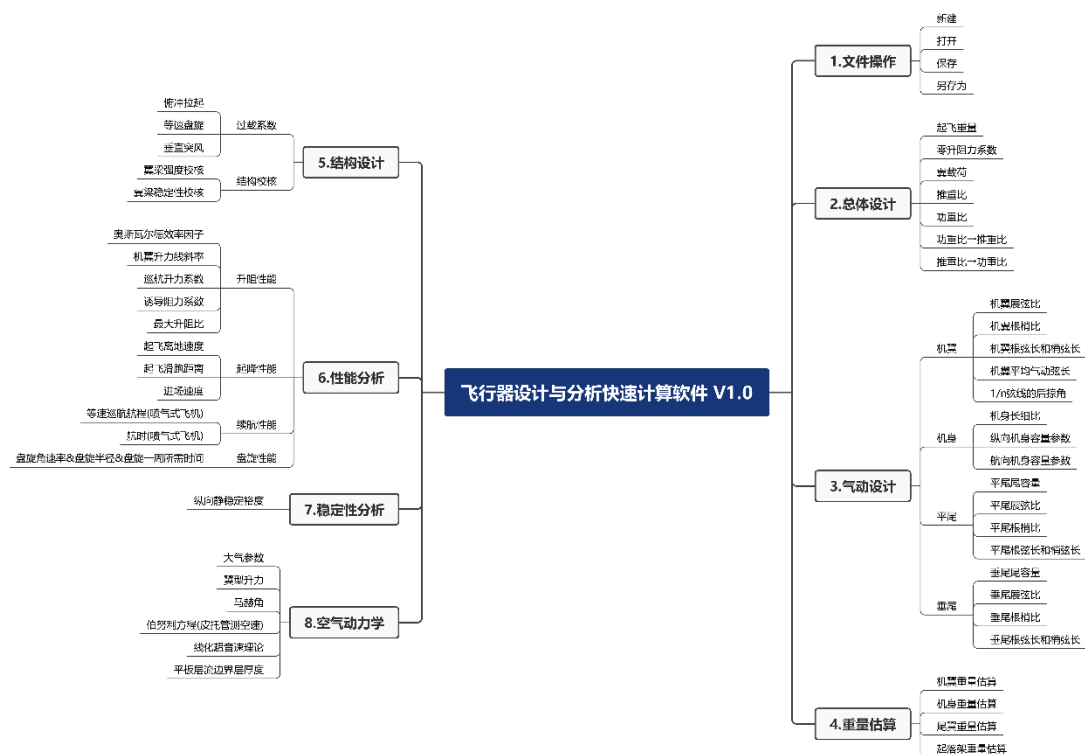 飞行器设计与分析快速计算软件 V1.0
1.文件操作
新建
打开
保存
另存为
2.总体设计
起飞重量
零升阻力系数
翼载荷
推重比
功重比
功重比→推重比
推重比→功重比
3.气动设计
机翼
机翼展弦比
机翼根梢比
机翼根弦长和梢弦长
机翼平均气动弦长
1/n弦线的后掠角
机身
机身长细比
纵向机身容量参数
航向机身容量参数
平尾
平尾尾容量
平尾展弦比
平尾根梢比
平尾根弦长和梢弦长
垂尾
垂尾尾容量
垂尾展弦比
垂尾根梢比
垂尾根弦长和梢弦长
4.重量估算
机翼重量估算
机身重量估算
尾翼重量估算
起落架重量估算
5.结构设计
过载系数
俯冲拉起
等速盘旋
垂直突风
结构校核
翼梁强度校核
翼梁稳定性校核
6.性能分析
升阻性能
奥斯瓦尔德效率因子
机翼升力线斜率
巡航升力系数
诱导阻力系数
最大升阻比
起降性能
起飞离地速度
起飞滑跑距离
进场速度
续航性能
等速巡航航程(喷气式飞机)
航时(喷气式飞机)
盘旋性能
盘旋角速率&盘旋半径&盘旋一周所需时间
7.稳定性分析
纵向静稳定裕度
8.空气动力学
大气参数
翼型升力
马赫角
伯努利方程(皮托管测空速)
线化超音速理论
平板层流边界层厚度